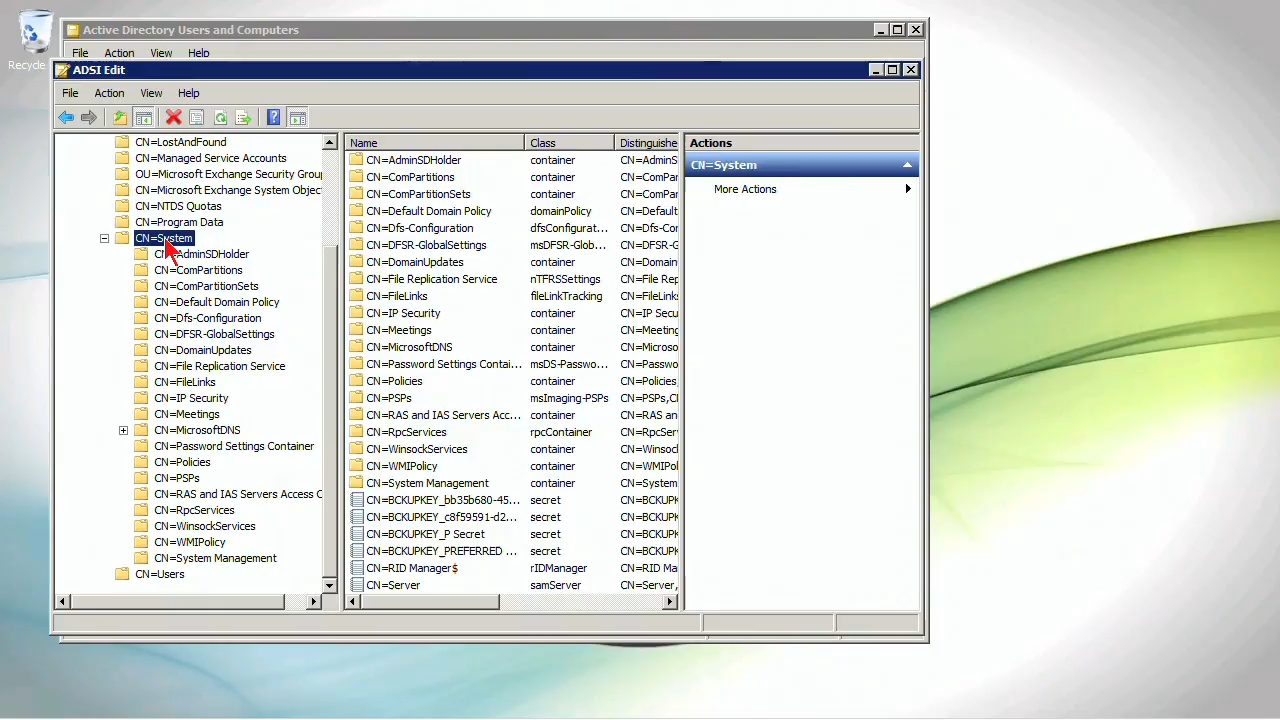 Recycle
Active Directory Users and Computers
File Action View Help
ADSI Edit
File Action View Help
CN=LostAndFound
CN=Managed Service Accounts
OU=Microsoft Exchange Security Grou
CN=Microsoft Exchange System Objec
CN=NTDS Quotas
CN=Program Data
CN=System
CN=AdminSDHolder
CN=ComPartitions
CN=ComPartitionSets
CN=Default Domain Policy
CN=Dfs-Configuration
CN=DFSR-GlobalSettings
CN=DomainUpdates
CN=File Replication Service
CN=FileLinks
CN=IP Security
CN=Meetings
CN=MicrosoftDNS
CN=Password Settings Container
CN=Policies
CN=PSPs
CN=RAS and IAS Servers Access C
CN=RpcServices
CN=WinsockServices
CN=WMIPolicy
CN=System Management
CN=Users
Name Class Distinguishe
CN=AdminSDHolder container CN=AdminS
CN=ComPartitions container CN=ComPar
CN=ComPartitionSets container CN=ComPar
CN=Default Domain Policy domainPolicy CN=Default
CN=Dfs-Configuration dfsConfigurat... CN=Dfs-Co
CN=DFSR-GlobalSettings msDFSR-Glob... CN=DFSR-
CN=DomainUpdates container CN=Domain
CN=File Replication Service nTFRSSettings CN=File Re
CN=FileLinks fileLinkTracking CN=FileLink
CN=IP Security container CN=IP Secu
CN=Meetings container CN=Meeting
CN=MicrosoftDNS container CN=Microso
CN=Password Settings Contai... msDS-Passwo... CN=Passwo
CN=Policies container CN=Policies,
CN=PSPs msImaging-PSPs CN=PSPs,C
CN=RAS and IAS Servers Acc... container CN=RAS an
CN=RpcServices rpcContainer CN=RpcSer
CN=WinsockServices container CN=Winsoc
CN=WMIPolicy container CN=WMIPol
CN=System Management container CN=System
CN=BCKUPKEY_bb35b680-45... secret CN=BCKUPK
CN=BCKUPKEY_c8f59591-d2... secret CN=BCKUPK
CN=BCKUPKEY_P Secret secret CN=BCKUPK
CN=BCKUPKEY_PREFERRED ... secret CN=BCKUPK
CN=RID Manager$ rIDManager CN=RID Ma
CN=Server samServer CN=Server,
Actions
CN=System
More Actions